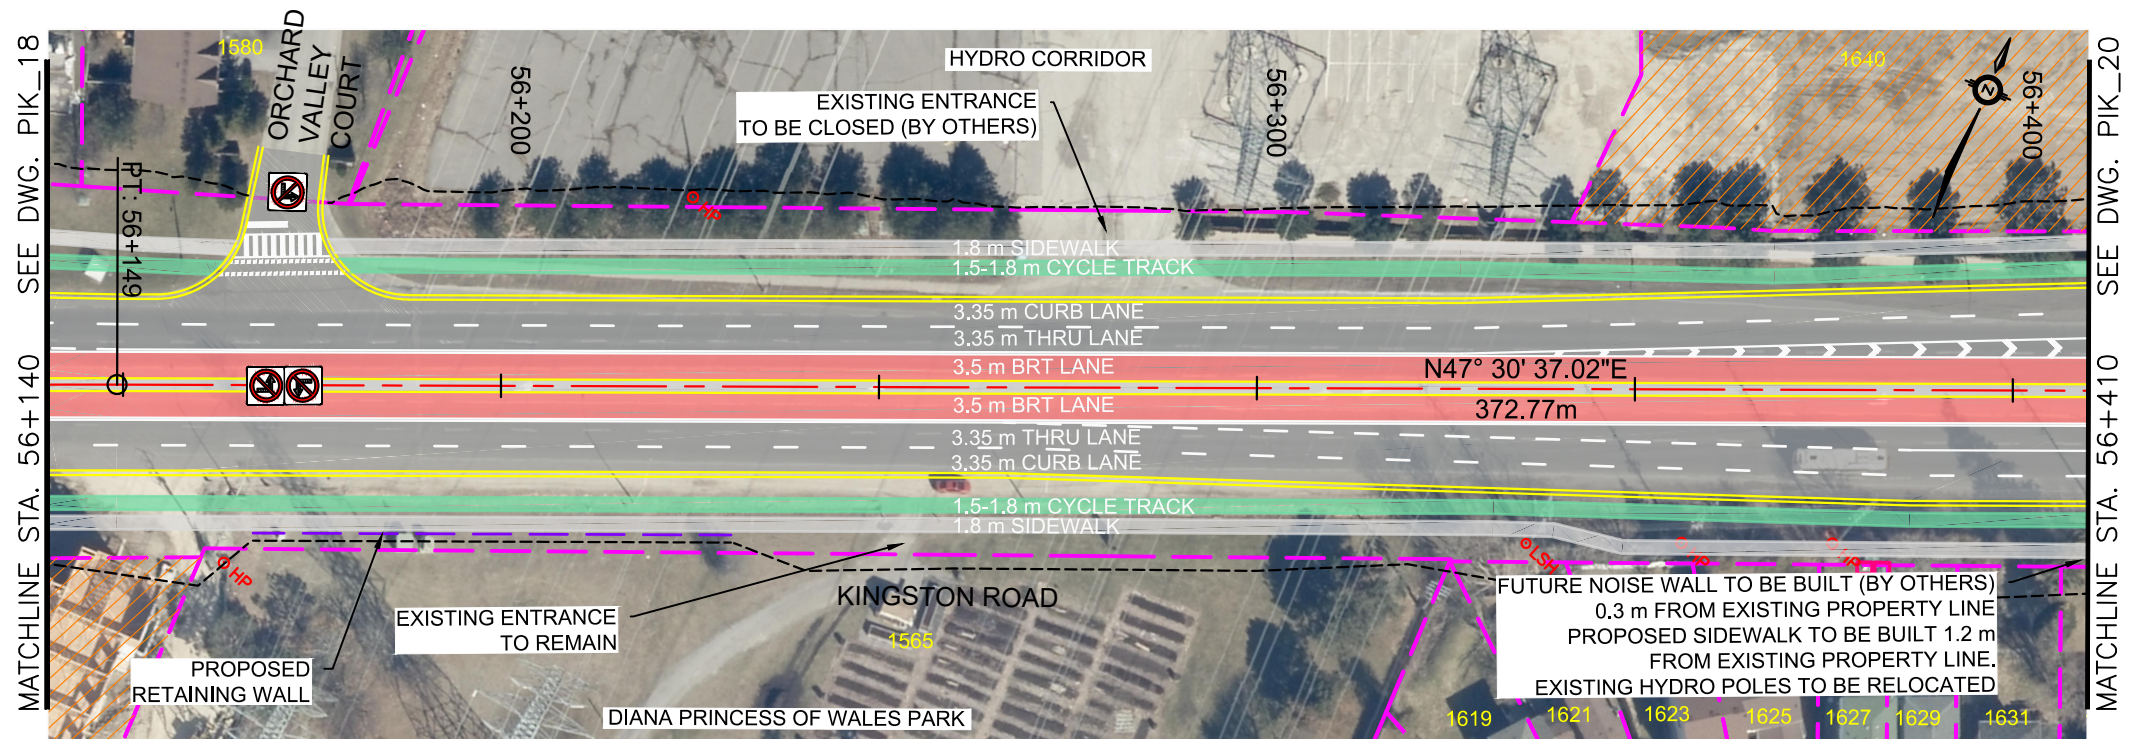 SEE DWG. PIK_18
MATCHLINE STA. 56+140
1580
ORCHARD
VALLEY
COURT
PT: 56+149
56+200
HYDRO CORRIDOR
EXISTING ENTRANCE
TO BE CLOSED (BY OTHERS)
56+300
1640
N
56+400
SEE DWG. PIK_20
MATCHLINE STA. 56+410
HP
1.8 m SIDEWALK
1.5-1.8 m CYCLE TRACK
3.35 m CURB LANE
3.35 m THRU LANE
3.5 m BRT LANE
N47° 30' 37.02"E
3.5 m BRT LANE
372.77m
3.35 m THRU LANE
3.35 m CURB LANE
1.5-1.8 m CYCLE TRACK
1.8 m SIDEWALK
HP
LSH
HP
HP
KINGSTON ROAD
EXISTING ENTRANCE
TO REMAIN
1565
PROPOSED
RETAINING WALL
DIANA PRINCESS OF WALES PARK
FUTURE NOISE WALL TO BE BUILT (BY OTHERS)
0.3 m FROM EXISTING PROPERTY LINE
PROPOSED SIDEWALK TO BE BUILT 1.2 m
FROM EXISTING PROPERTY LINE.
EXISTING HYDRO POLES TO BE RELOCATED
1619
1621
1623
1625
1627
1629
1631